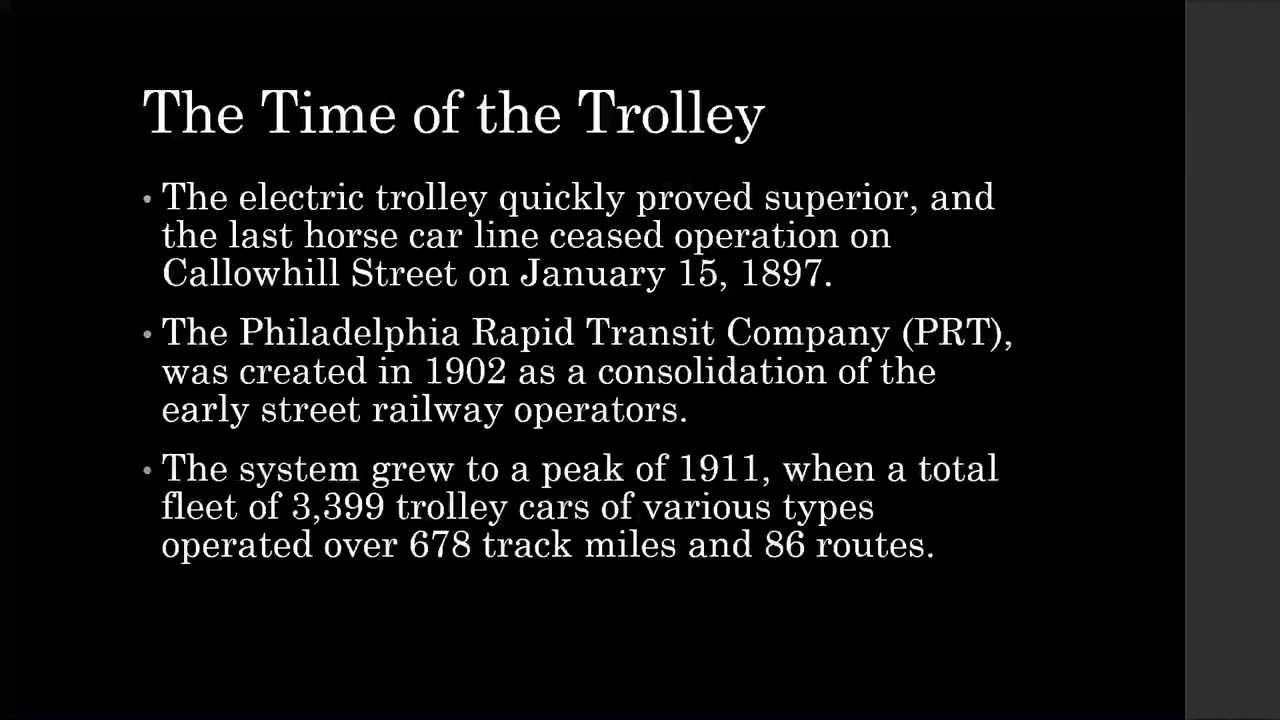 The Time of the Trolley
• The electric trolley quickly proved superior, and
the last horse car line ceased operation on
Callowhill Street on January 15, 1897.
• The Philadelphia Rapid Transit Company (PRT),
was created in 1902 as a consolidation of the
early street railway operators.
• The system grew to a peak of 1911, when a total
fleet of 3,399 trolley cars of various types
operated over 678 track miles and 86 routes.